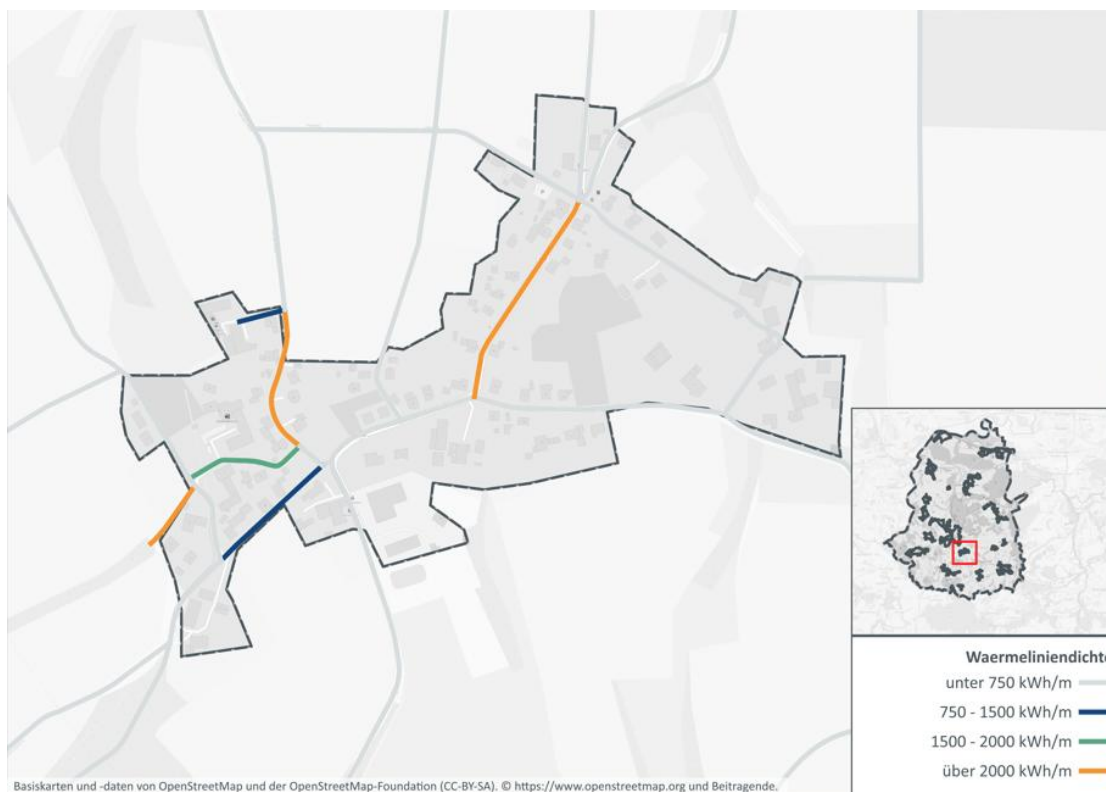 Waermeliniendichte
unter 750 kWh/m
750 - 1500 kWh/m
1500 - 2000 kWh/m
über 2000 kWh/m
Basiskarten und -daten von OpenStreetMap und der OpenStreetMap-Foundation (CC-BY-SA). © https://www.openstreetmap.org und Beitragende.